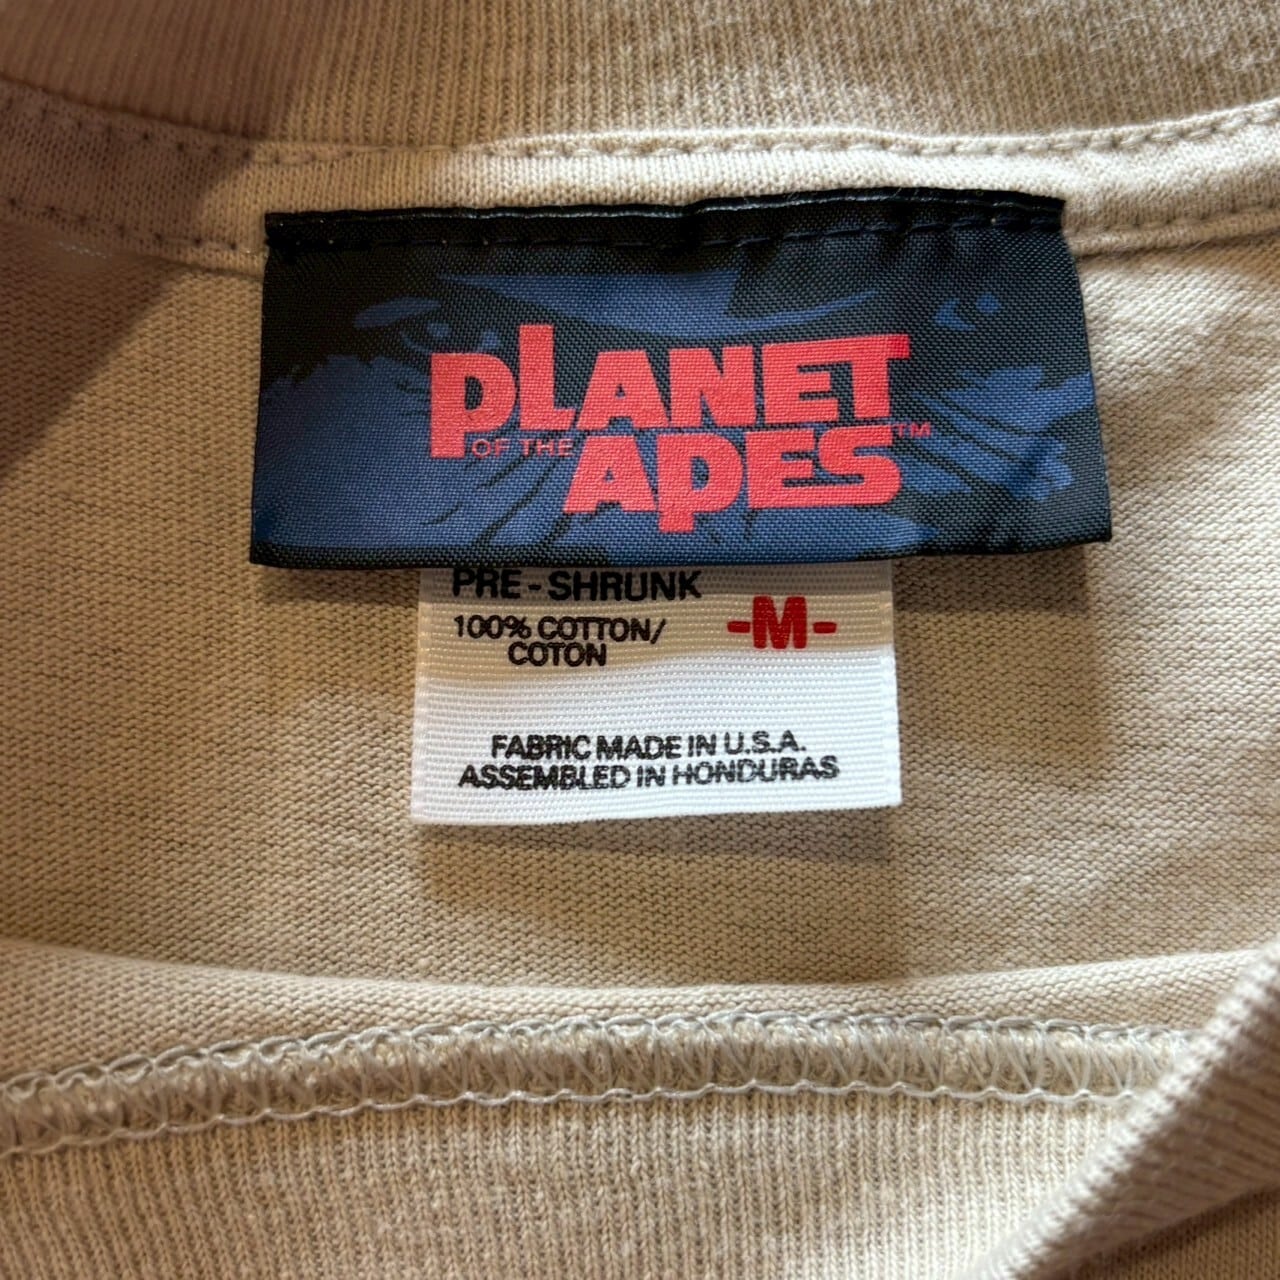 PLANET
OF THE APES™
PRE-SHRUNK
100% COTTON/
COTON
-M-
FABRIC MADE IN U.S.A.
ASSEMBLED IN HONDURAS